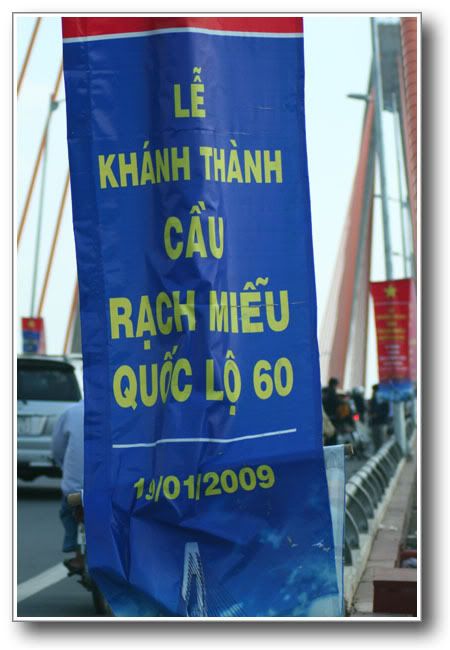 LỄ
KHÁNH THÀNH
CẦU
RẠCH MIỄU
QUỐC LỘ 60
19/01/2009